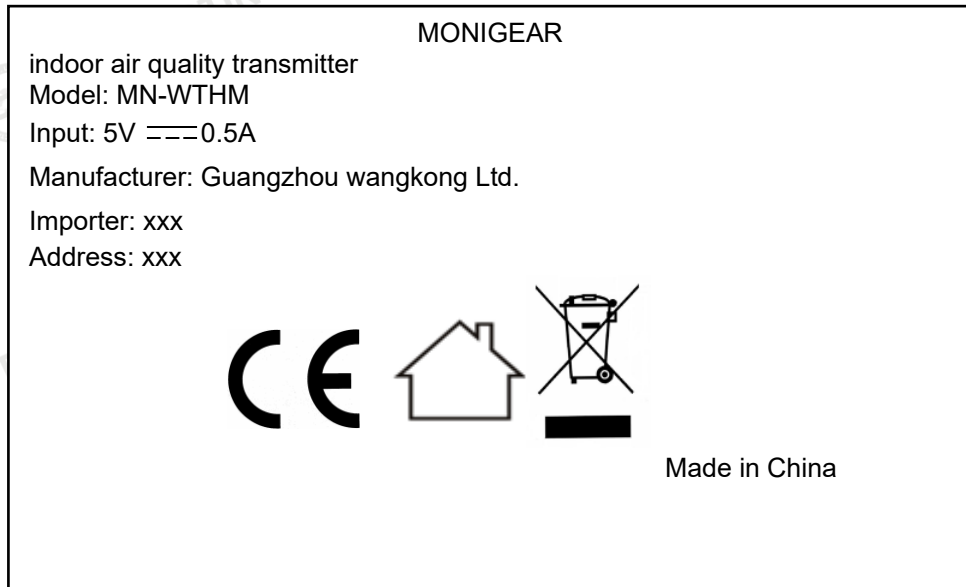 MONIGEAR
indoor air quality transmitter
Model: MN-WTHM
Input: 5V ⎓0.5A
Manufacturer: Guangzhou wangkong Ltd.
Importer: xxx
Address: xxx
CE
Made in China